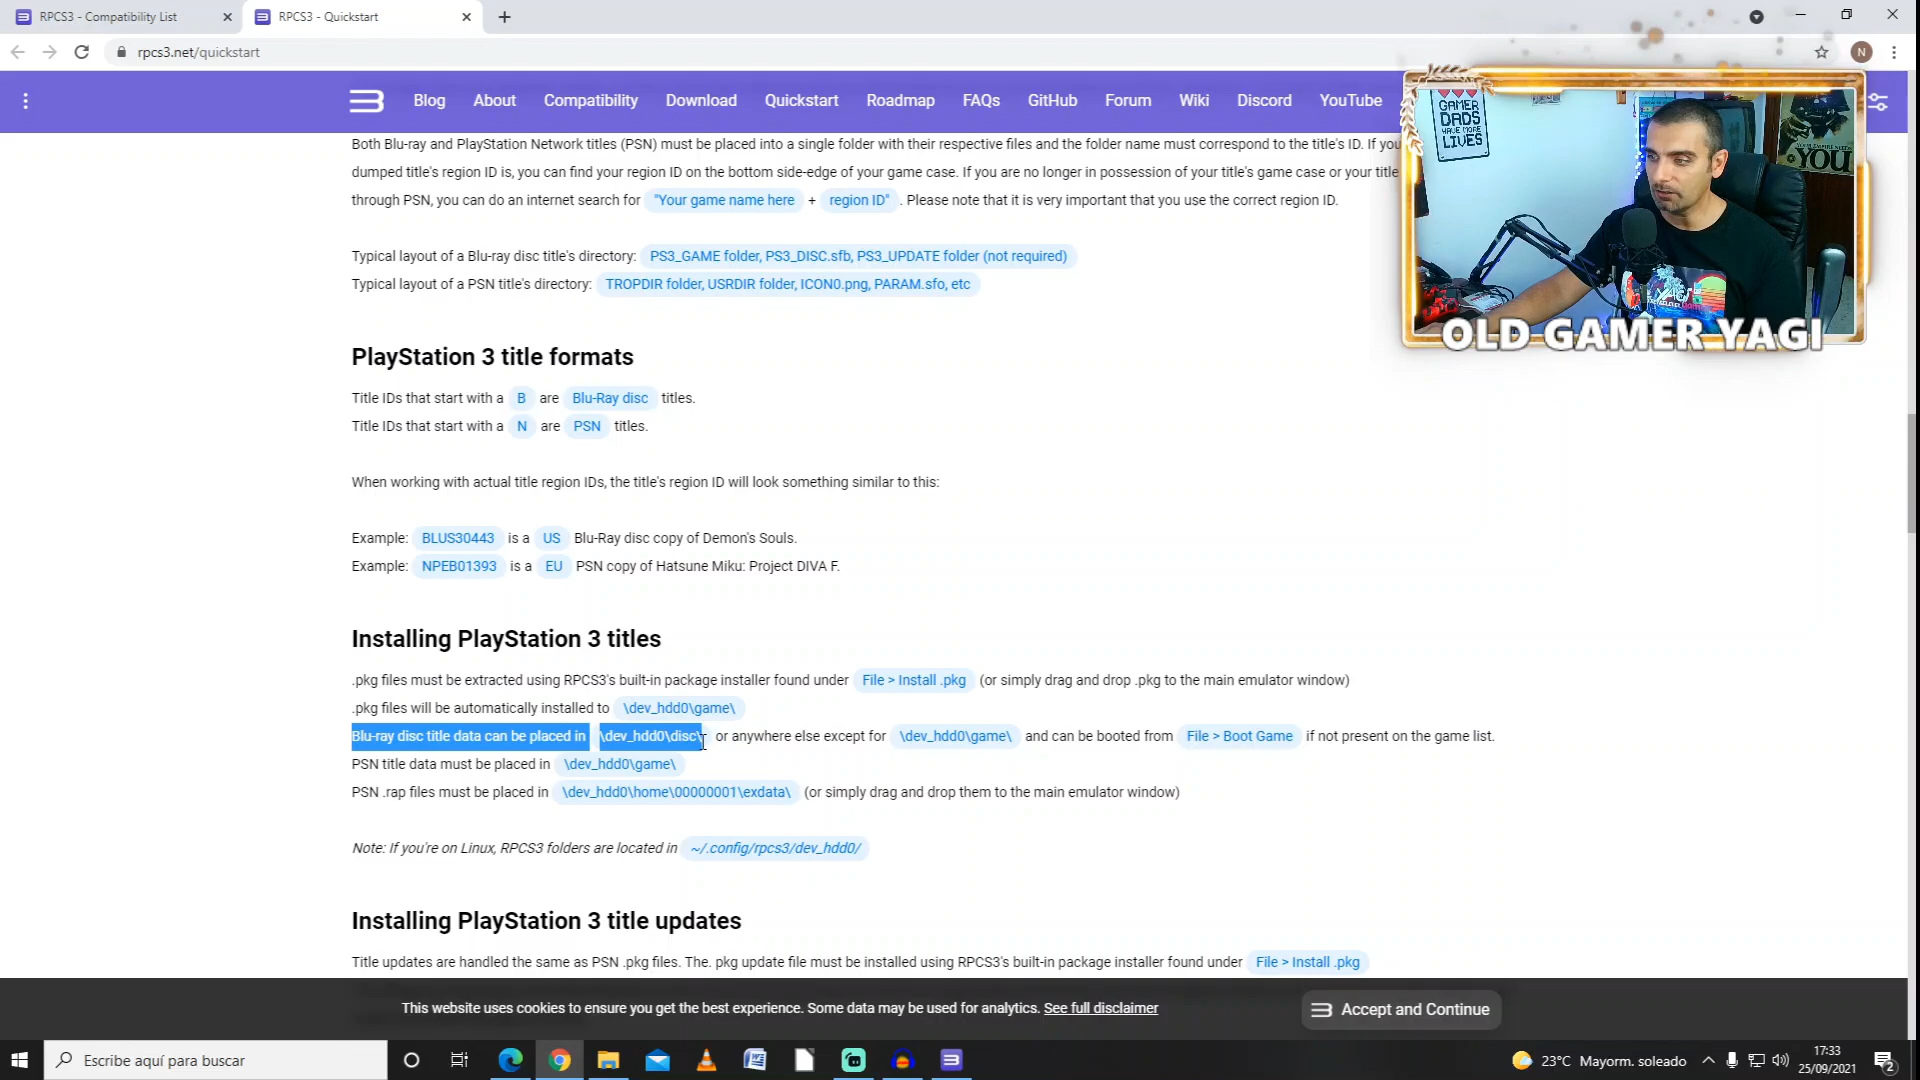 RPCS3 - Compatibility List
RPCS3 - Quickstart
rpcs3.net/quickstart
N
Blog About Compatibility Download Quickstart Roadmap FAQs GitHub Forum Wiki Discord YouTube
Both Blu-ray and PlayStation Network titles (PSN) must be placed into a single folder with their respective files and the folder name must correspond to the title's ID. If you
dumped title's region ID is, you can find your region ID on the bottom side-edge of your game case. If you are no longer in possession of your title's game case or your title
through PSN, you can do an internet search for "Your game name here + region ID" . Please note that it is very important that you use the correct region ID.
Typical layout of a Blu-ray disc title's directory: PS3_GAME folder, PS3_DISC.sfb, PS3_UPDATE folder (not required)
Typical layout of a PSN title's directory: TROPDIR folder, USRDIR folder, ICON0.png, PARAM.sfo, etc
GAMER
DADS
HAVE MORE
LIVES
YOU
OLD GAMER YAGI
PlayStation 3 title formats
Title IDs that start with a B are Blu-Ray disc titles.
Title IDs that start with a N are PSN titles.
When working with actual title region IDs, the title's region ID will look something similar to this:
Example: BLUS30443 is a US Blu-Ray disc copy of Demon's Souls.
Example: NPEB01393 is a EU PSN copy of Hatsune Miku: Project DIVA F.
Installing PlayStation 3 titles
.pkg files must be extracted using RPCS3's built-in package installer found under File > Install .pkg (or simply drag and drop .pkg to the main emulator window)
.pkg files will be automatically installed to \dev_hdd0\game\
Blu-ray disc title data can be placed in \dev_hdd0\disc\ or anywhere else except for \dev_hdd0\game\ and can be booted from File > Boot Game if not present on the game list.
PSN title data must be placed in \dev_hdd0\game\
PSN .rap files must be placed in \dev_hdd0\home\00000001\exdata\ (or simply drag and drop them to the main emulator window)
Note: If you're on Linux, RPCS3 folders are located in ~/.config/rpcs3/dev_hdd0/
Installing PlayStation 3 title updates
Title updates are handled the same as PSN .pkg files. The. pkg update file must be installed using RPCS3's built-in package installer found under File > Install .pkg
This website uses cookies to ensure you get the best experience. Some data may be used for analytics. See full disclaimer
Accept and Continue
Escribe aquí para buscar
23°C Mayorm. soleado
17:33
25/09/2021
2